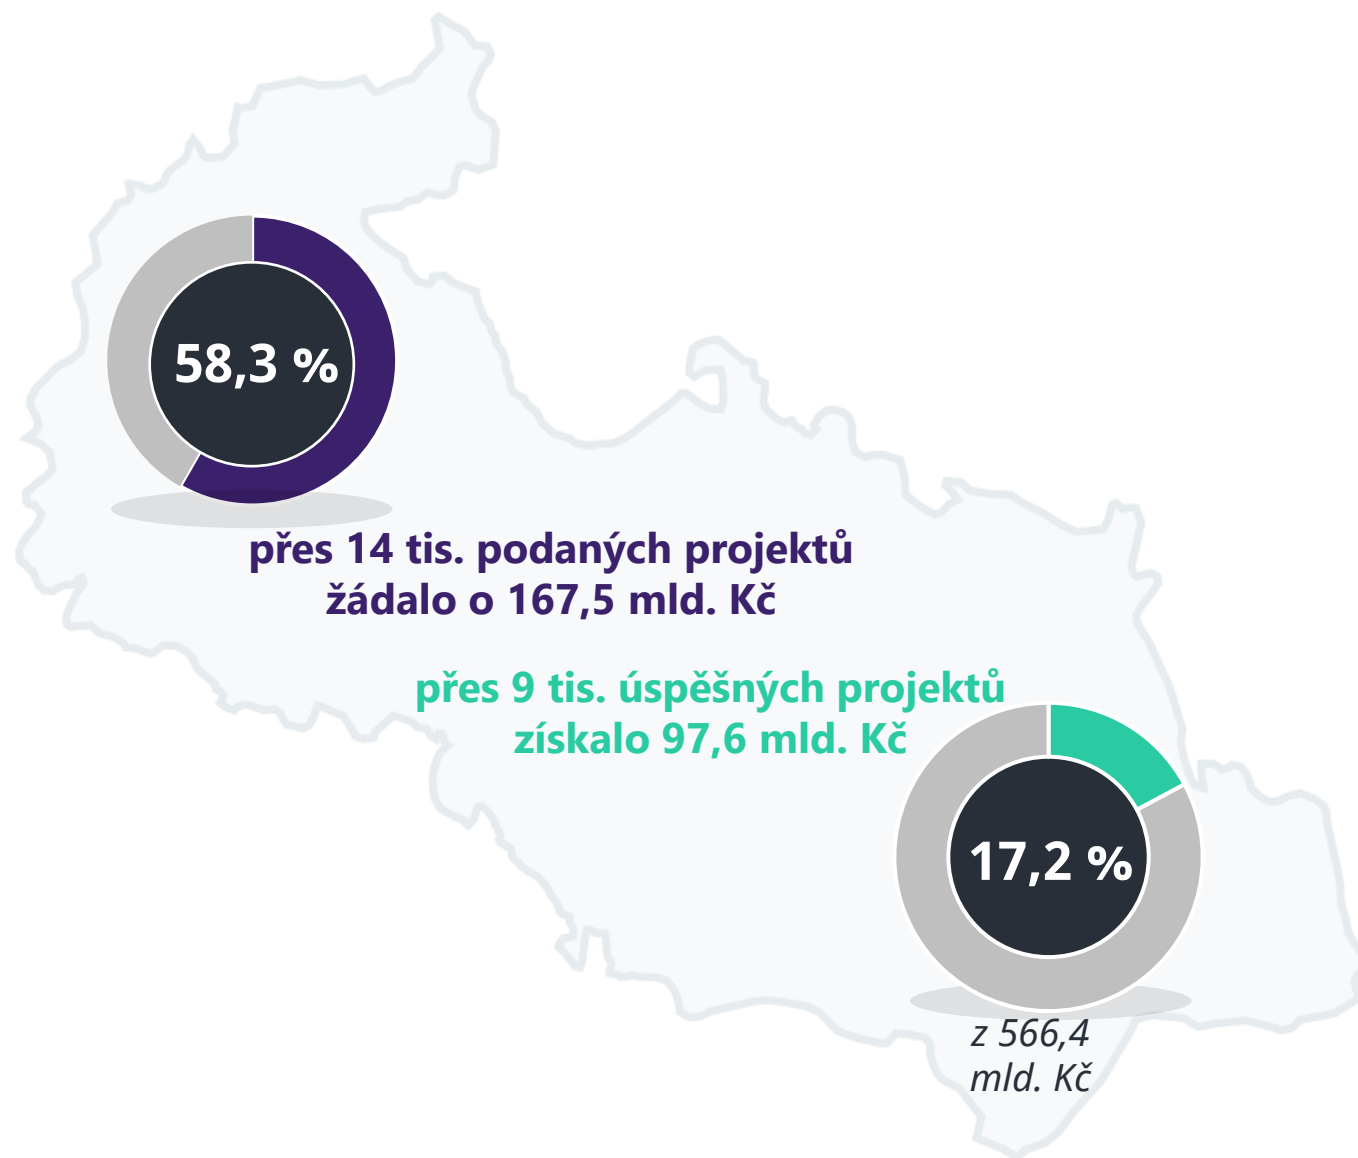 58,3 %
přes 14 tis. podaných projektů
žádalo o 167,5 mld. Kč
přes 9 tis. úspěšných projektů
získalo 97,6 mld. Kč
17,2 %
z 566,4
mld. Kč